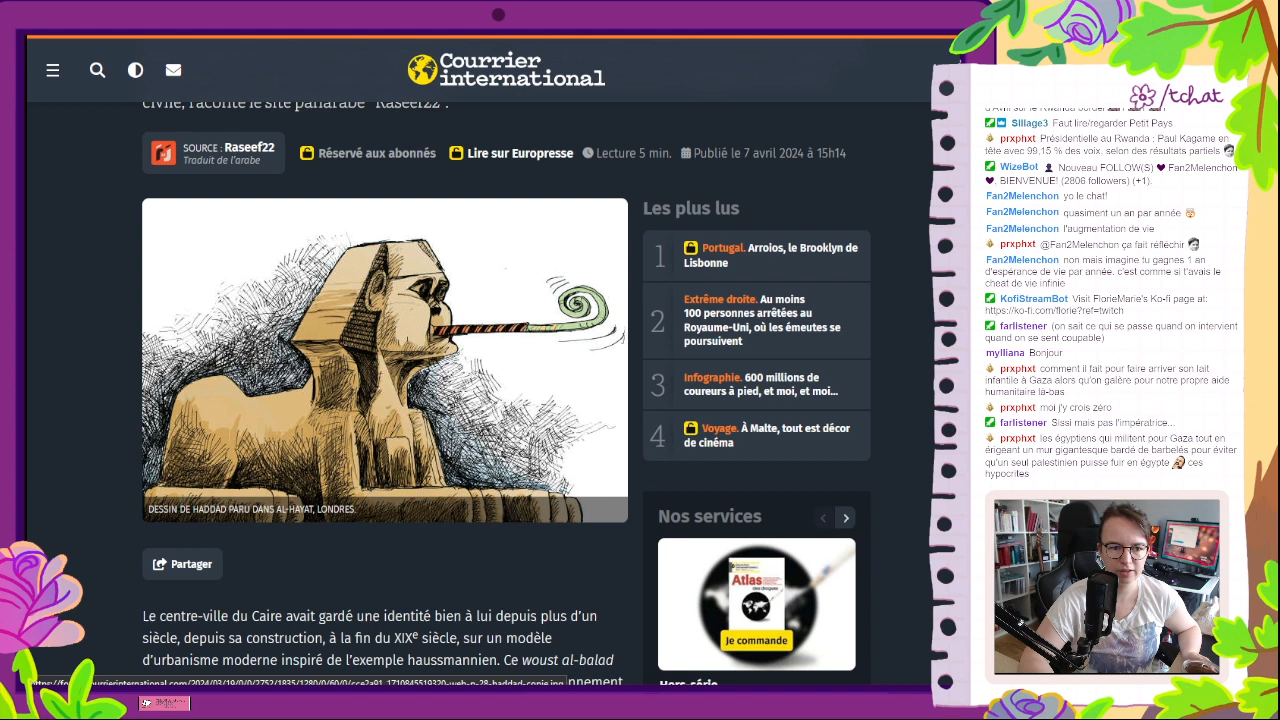 Courrier
international
civile, raconte le site panarabe "Raseef22".
SOURCE : Raseef22
Traduit de l'arabe
Réservé aux abonnés
Lire sur Europresse
Lecture 5 min.
Publié le 7 avril 2024 à 15h14
DESSIN DE HADDAD PARU DANS AL-HAYAT, LONDRES.
Partager
Le centre-ville du Caire avait gardé une identité bien à lui depuis plus d'un
siècle, depuis sa construction, à la fin du XIXe siècle, sur un modèle
d'urbanisme moderne inspiré de l'exemple haussmannien. Ce woust al-balad
Les plus lus
1 Portugal. Arroios, le Brooklyn de
Lisbonne
2 Extrême droite. Au moins
100 personnes arrêtées au
Royaume-Uni, où les émeutes se
poursuivent
3 Infographie. 600 millions de
coureurs à pied, et moi, et moi...
4 Voyage. À Malte, tout est décor
de cinéma
Nos services
Atlas
des drogues
Je commande
Hors-série
/tchat
d'Avril sur le Rwanda
SIllage3 Faut lire/regarder Petit Pays
prxphxt Présidentielle au Rwanda : Paul Kagame en
tête avec 99,15 % des voix, selon des résultats partiels
WizeBot Nouveau FOLLOW(S) ♥ Fan2Melenchon
♥, BIENVENUE! (2806 followers) (+1).
Fan2Melenchon yo le chat!
Fan2Melenchon quasiment un an par année
Fan2Melenchon l'augmentation de vie
prxphxt @Fan2Melenchon ça fait réfléchir
Fan2Melenchon non mais imagine tu gagnes 1 an
d'espérance de vie par année. c'est comme si t'avais le
cheat de vie infinie
KofiStreamBot Visit FlorieMarie's Ko-fi page at:
https://ko-fi.com/florie?ref=twitch
farlistener (on sait ce qui se passe quand on intervient
quand on se sent coupable)
mylliana Bonjour
prxphxt comment il fait pour faire arriver son lait
infantile à Gaza alors qu'on galère pour notre propre aide
humanitaire là-bas
prxphxt moi j'y crois zéro
farlistener Sissi mais pas l'impératrice...
prxphxt les égyptiens qui militent pour Gaza tout en
érigeant un mur gigantesque bardé de barbelés pour éviter
qu'un seul palestinien puisse fuir en égypte ces
hypocrites